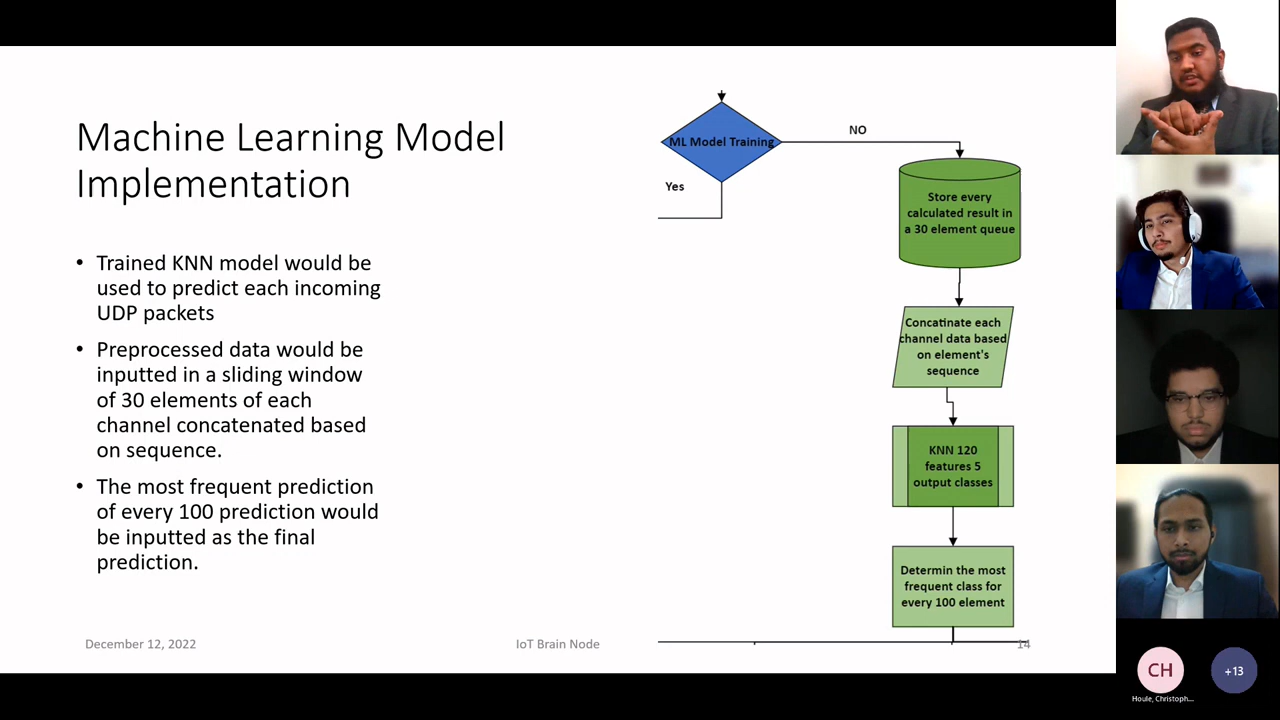 Machine Learning Model
Implementation
• Trained KNN model would be
used to predict each incoming
UDP packets
• Preprocessed data would be
inputted in a sliding window
of 30 elements of each
channel concatenated based
on sequence.
• The most frequent prediction
of every 100 prediction would
be inputted as the final
prediction.
ML Model Training
NO
Yes
Store every
calculated result in
a 30 element queue
Concatinate each
channel data based
on element's
sequence
KNN 120
features 5
output classes
Determin the most
frequent class for
every 100 element
December 12, 2022
IoT Brain Node
14
CH
+13
Houle, Christoph...